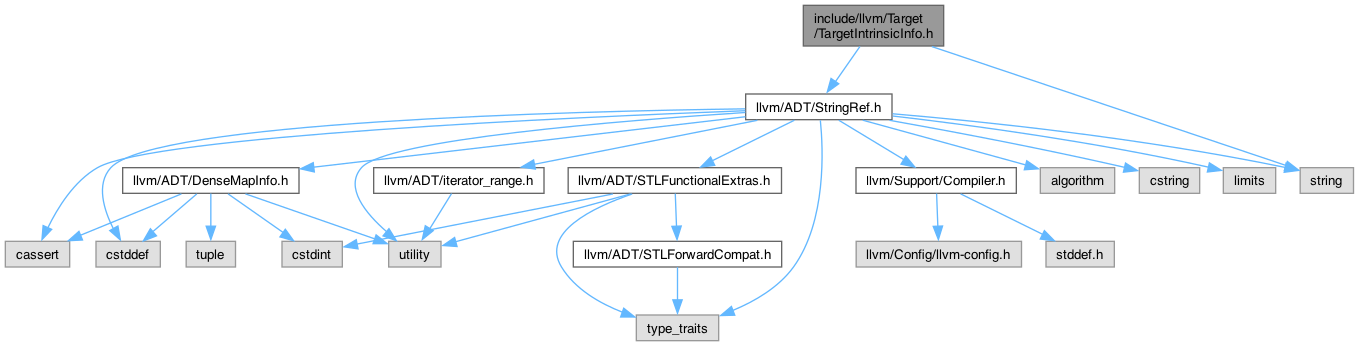 include/llvm/Target
/TargetIntrinsicInfo.h
llvm/ADT/StringRef.h
llvm/ADT/DenseMapInfo.h
llvm/ADT/iterator_range.h
llvm/ADT/STLFunctionalExtras.h
llvm/Support/Compiler.h
algorithm
cstring
limits
string
cassert
cstddef
tuple
cstdint
utility
llvm/ADT/STLForwardCompat.h
llvm/Config/llvm-config.h
stddef.h
type_traits